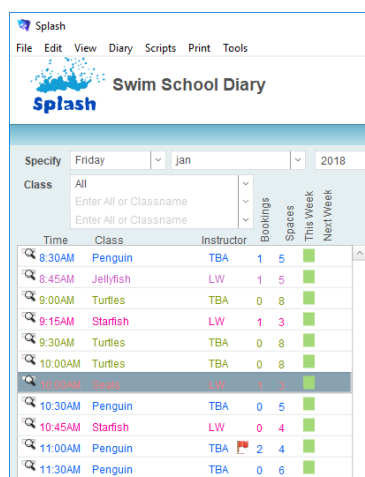 Splash
File Edit View Diary Scripts Print Tools
Splash
Swim School Diary
Specify Friday jan 2018
Class All
Enter All or Classname
Enter All or Classname
Bookings
Spaces
This Week
Next Week
Time Class Instructor
8:30AM Penguin TBA 1 5
8:45AM Jellyfish LW 1 5
9:00AM Turtles TBA 0 8
9:15AM Starfish LW 1 3
9:30AM Turtles TBA 0 8
10:00AM Turtles TBA 0 8
10:00AM Seals LW 1 3
10:30AM Penguin TBA 0 5
10:45AM Starfish LW 0 4
11:00AM Penguin TBA 2 4
11:30AM Penguin TBA 0 6